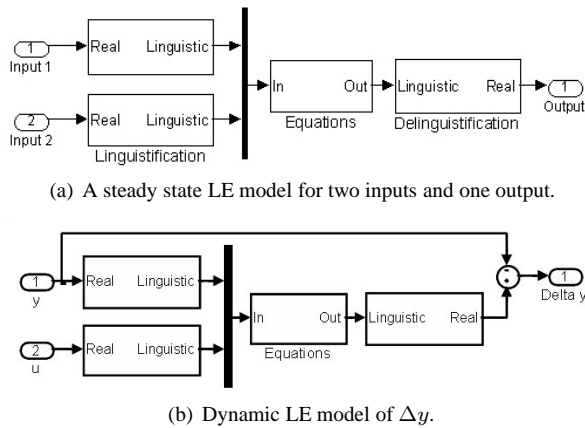 1
Input 1
Real Linguistic
2
Input 2
Real Linguistic
Linguistification
In Out
Equations
Linguistic Real
Delinguistification
1
Output
(a) A steady state LE model for two inputs and one output.
1
y
Real Linguistic
2
u
Real Linguistic
In Out
Equations
Linguistic Real
-
+
1
Delta y
(b) Dynamic LE model of Δy.